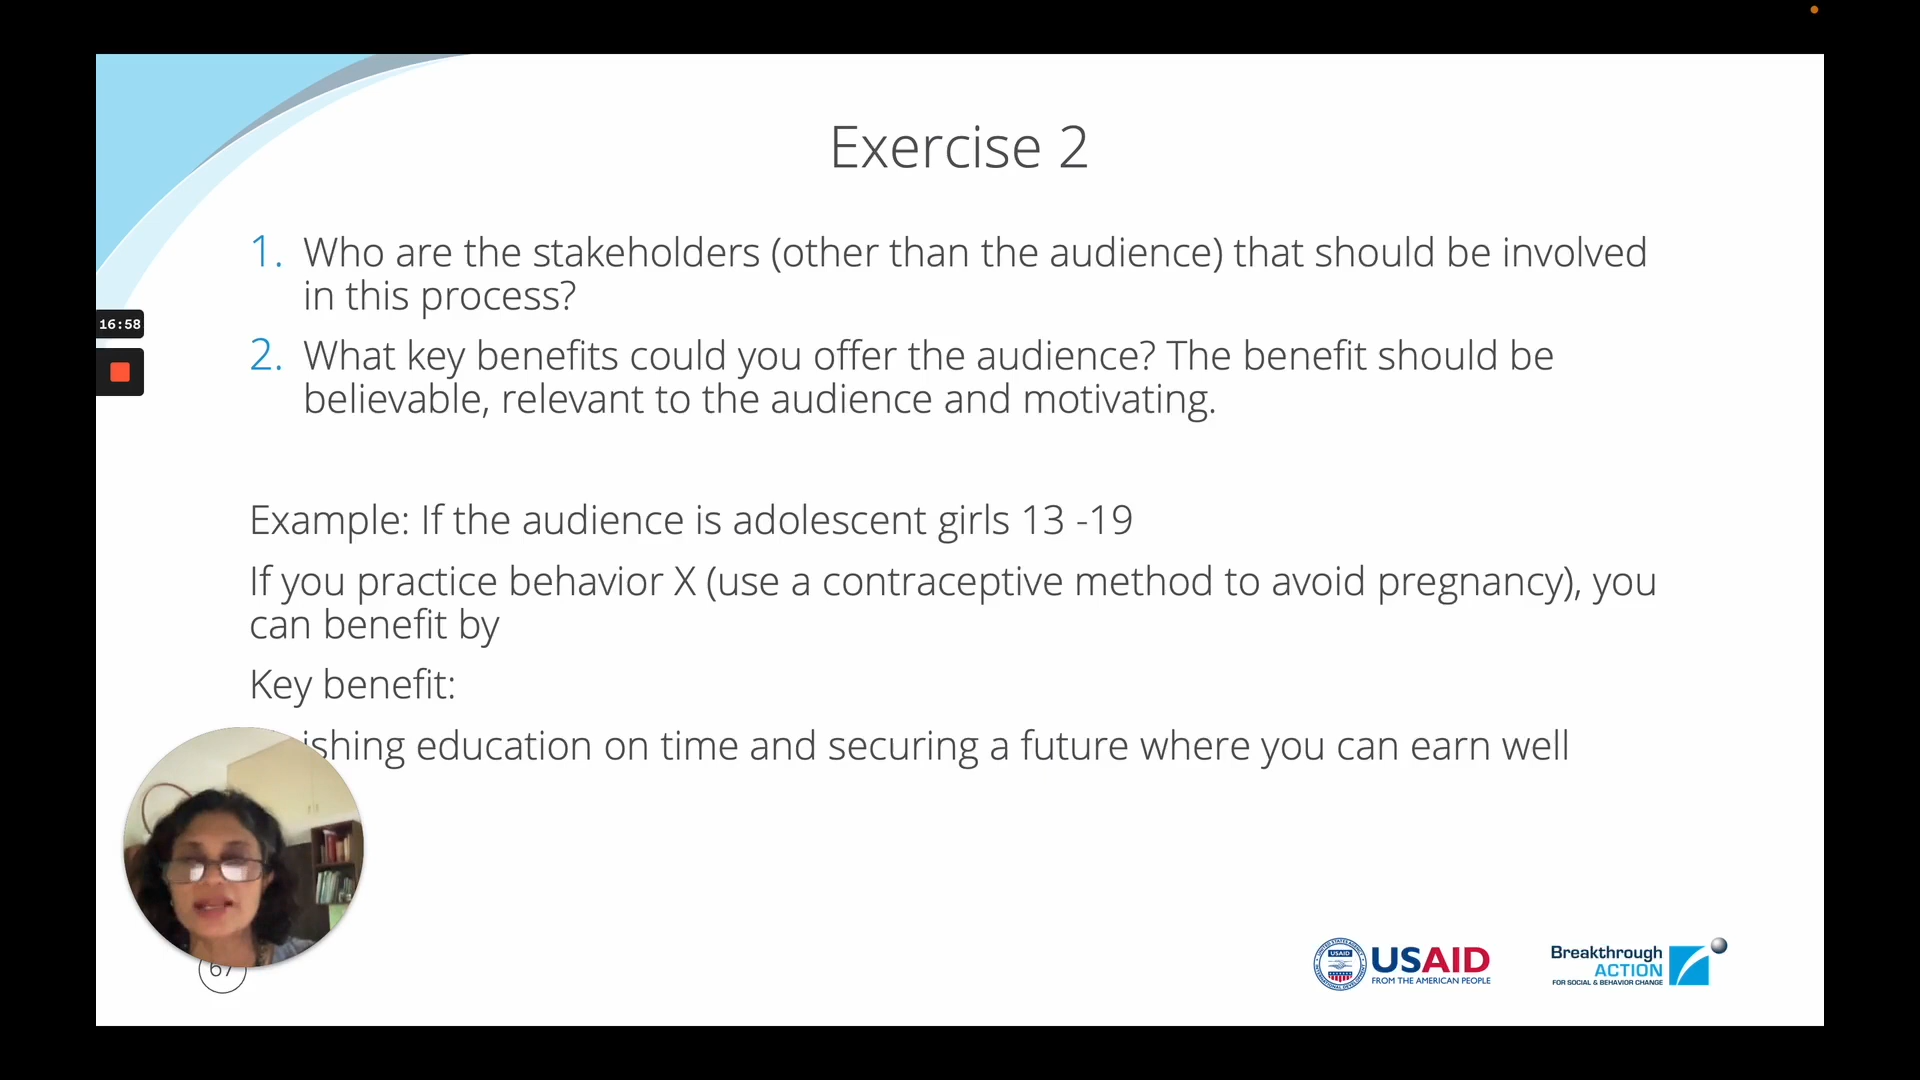 Exercise 2
1. Who are the stakeholders (other than the audience) that should be involved
in this process?
16:58
2. What key benefits could you offer the audience? The benefit should be
believable, relevant to the audience and motivating.
Example: If the audience is adolescent girls 13 -19
If you practice behavior X (use a contraceptive method to avoid pregnancy), you
can benefit by
Key benefit:
ishing education on time and securing a future where you can earn well
67
USAID
USAID
FROM THE AMERICAN PEOPLE
Breakthrough
ACTION
FOR SOCIAL & BEHAVIOR CHANGE